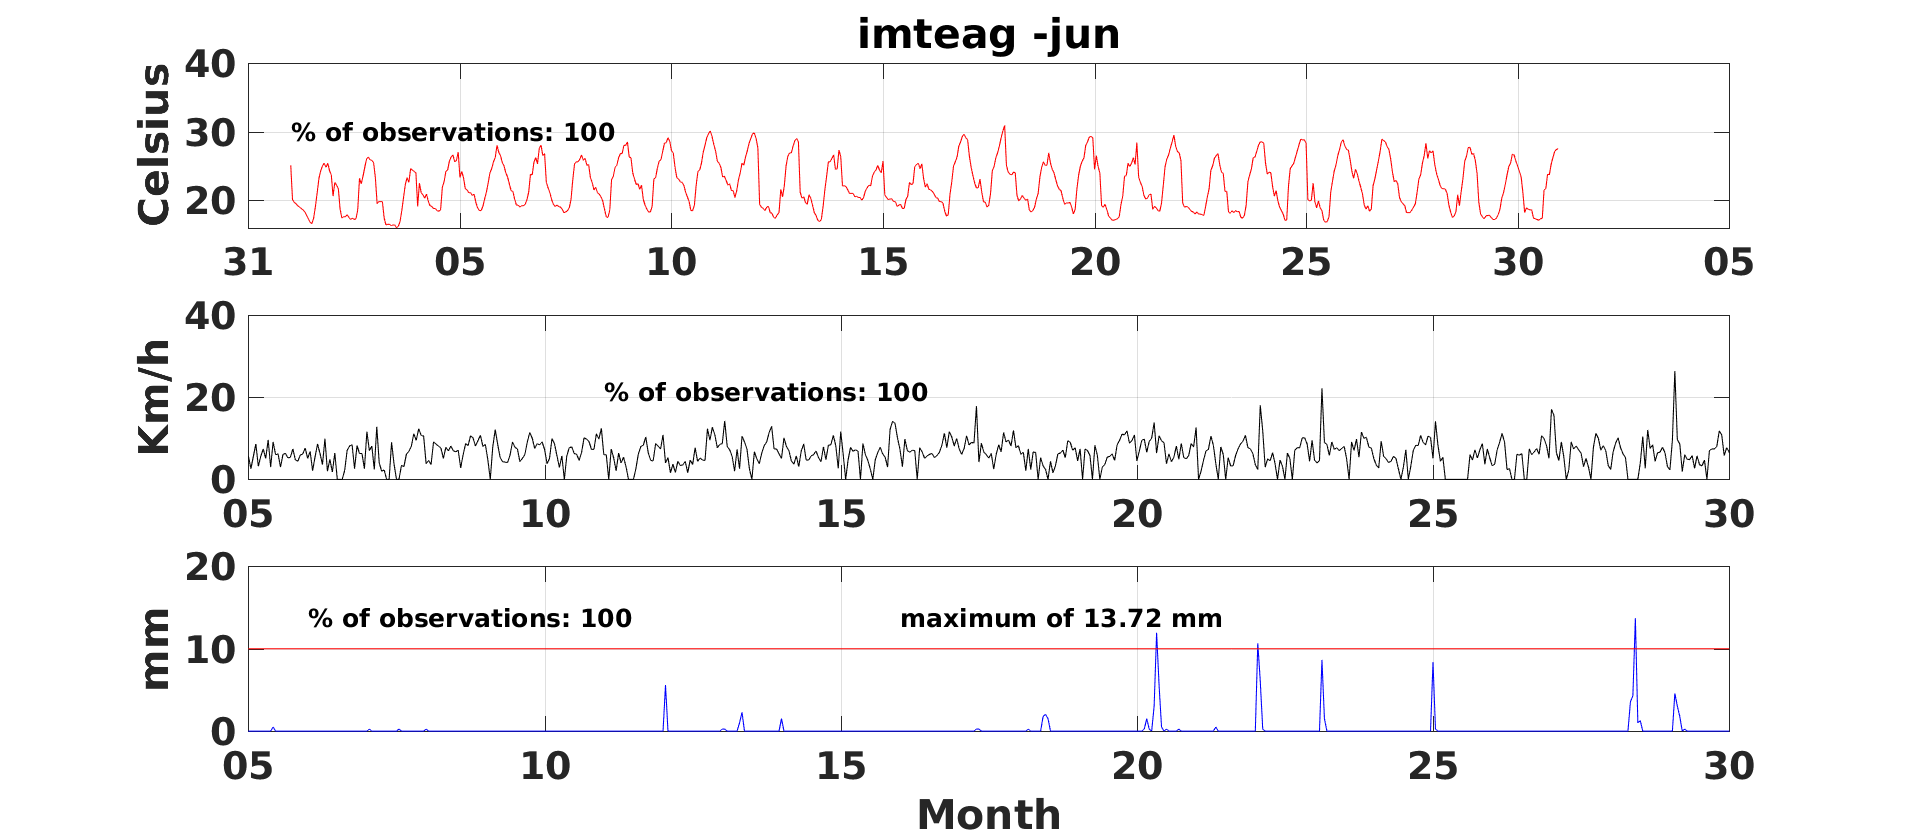 imteag -jun
Celsius
40
30
20
% of observations: 100
31 05 10 15 20 25 30 05
Km/h
40
20
0
% of observations: 100
05 10 15 20 25 30
mm
20
10
0
% of observations: 100 maximum of 13.72 mm
05 10 15 20 25 30
Month